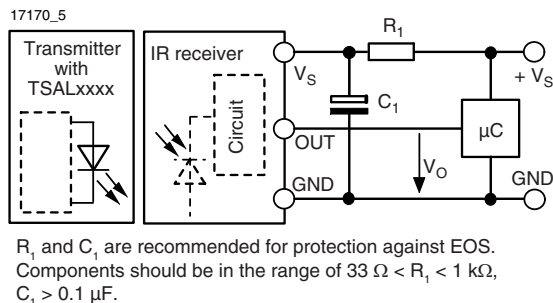 17170_5
Transmitter
with
TSALxxxx
IR receiver
Circuit
V_S
OUT
GND
R_1
C_1
+ V_S
µC
V_O
GND
R_1 and C_1 are recommended for protection against EOS.
Components should be in the range of 33 Ω < R_1 < 1 kΩ,
C_1 > 0.1 µF.